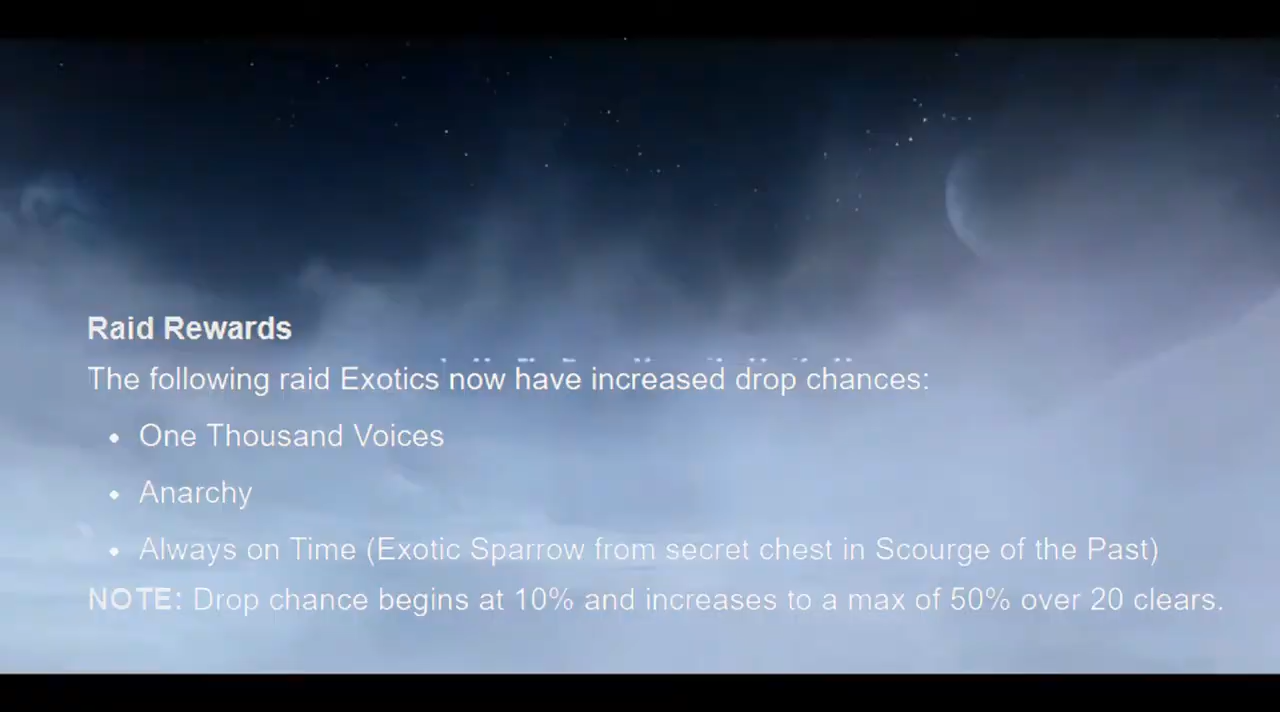 Raid Rewards
The following raid Exotics now have increased drop chances:
• One Thousand Voices
• Anarchy
• Always on Time (Exotic Sparrow from secret chest in Scourge of the Past)
NOTE: Drop chance begins at 10% and increases to a max of 50% over 20 clears.